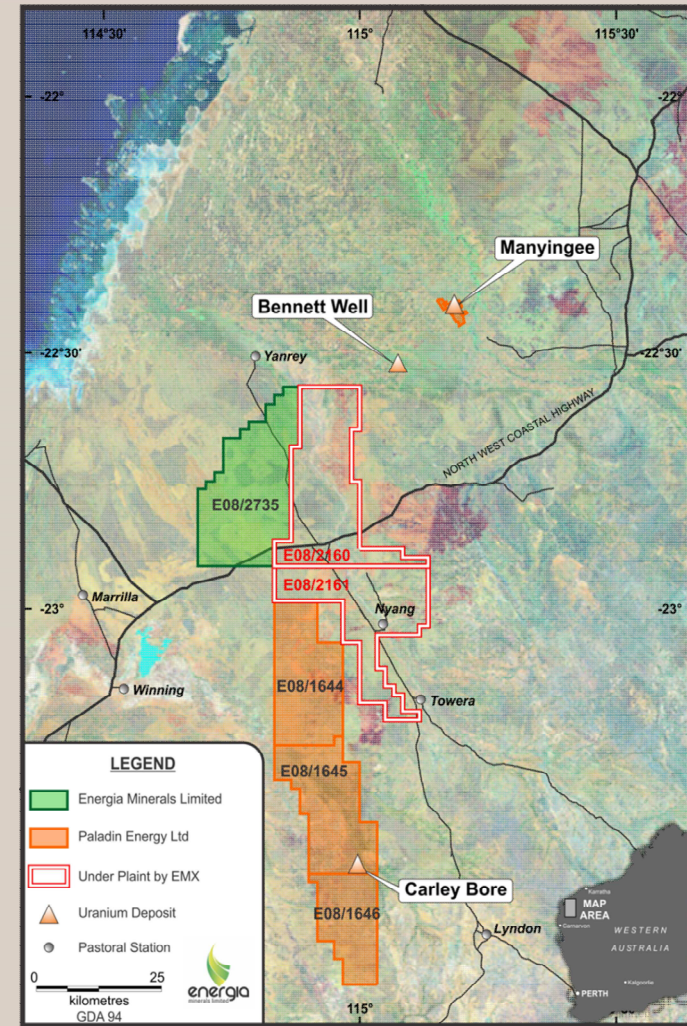 114°30'
115°
115°30'
-22°
-22°
Manyingee
Bennett Well
-22°30'
-22°30'
Yanrey
NORTH WEST COASTAL HIGHWAY
E08/2735
E08/2160
E08/2161
Marrilla
Nyang
-23°
-23°
Winning
E08/1644
Towera
LEGEND
Energia Minerals Limited
Paladin Energy Ltd
Under Plaint by EMX
Uranium Deposit
Pastoral Station
0 25
kilometres
GDA 94
energia
minerals limited
E08/1645
Carley Bore
E08/1646
Lyndon
Karratha
MAP
AREA
Carnarvon
WESTERN
AUSTRALIA
Kalgoorlie
PERTH
115°